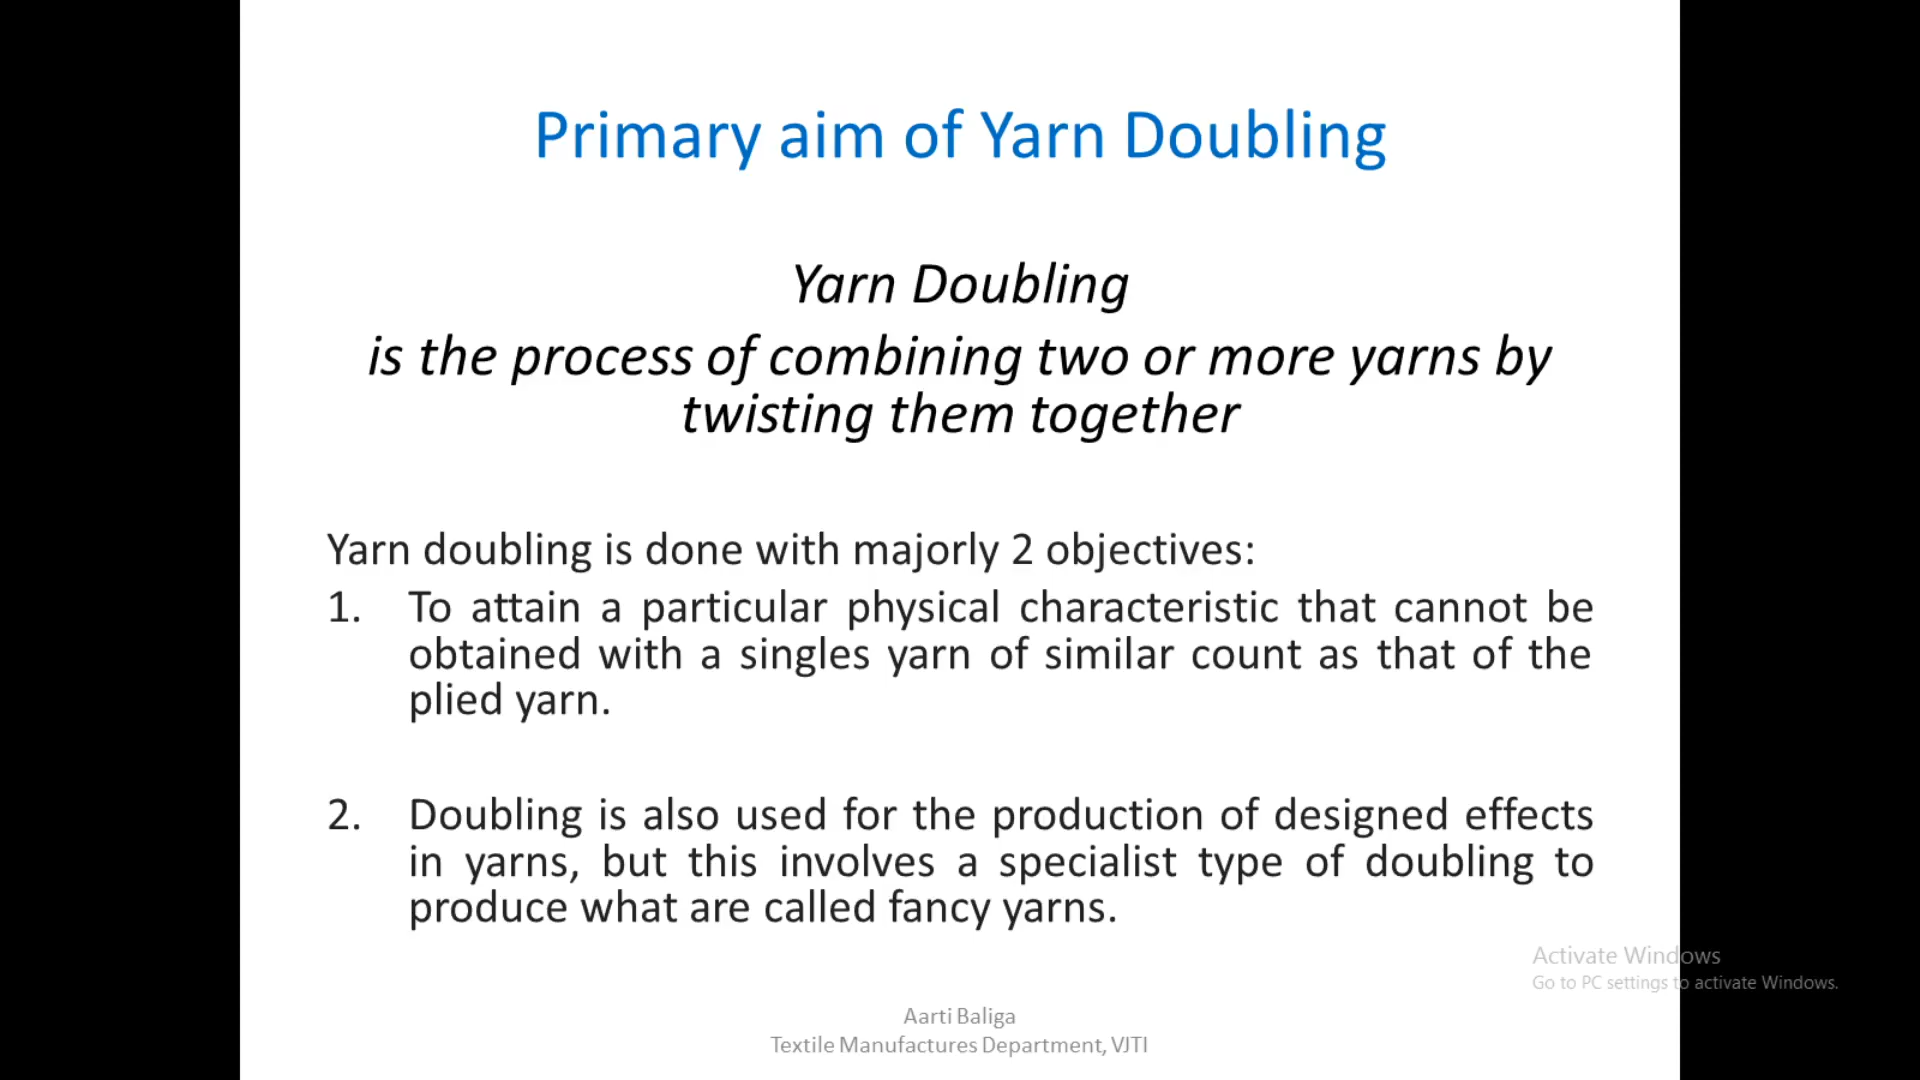 Primary aim of Yarn Doubling
Yarn Doubling
is the process of combining two or more yarns by
twisting them together
Yarn doubling is done with majorly 2 objectives:
1. To attain a particular physical characteristic that cannot be
obtained with a singles yarn of similar count as that of the
plied yarn.
2. Doubling is also used for the production of designed effects
in yarns, but this involves a specialist type of doubling to
produce what are called fancy yarns.
Activate Windows
Go to PC settings to activate Windows.
Aarti Baliga
Textile Manufactures Department, VJTI